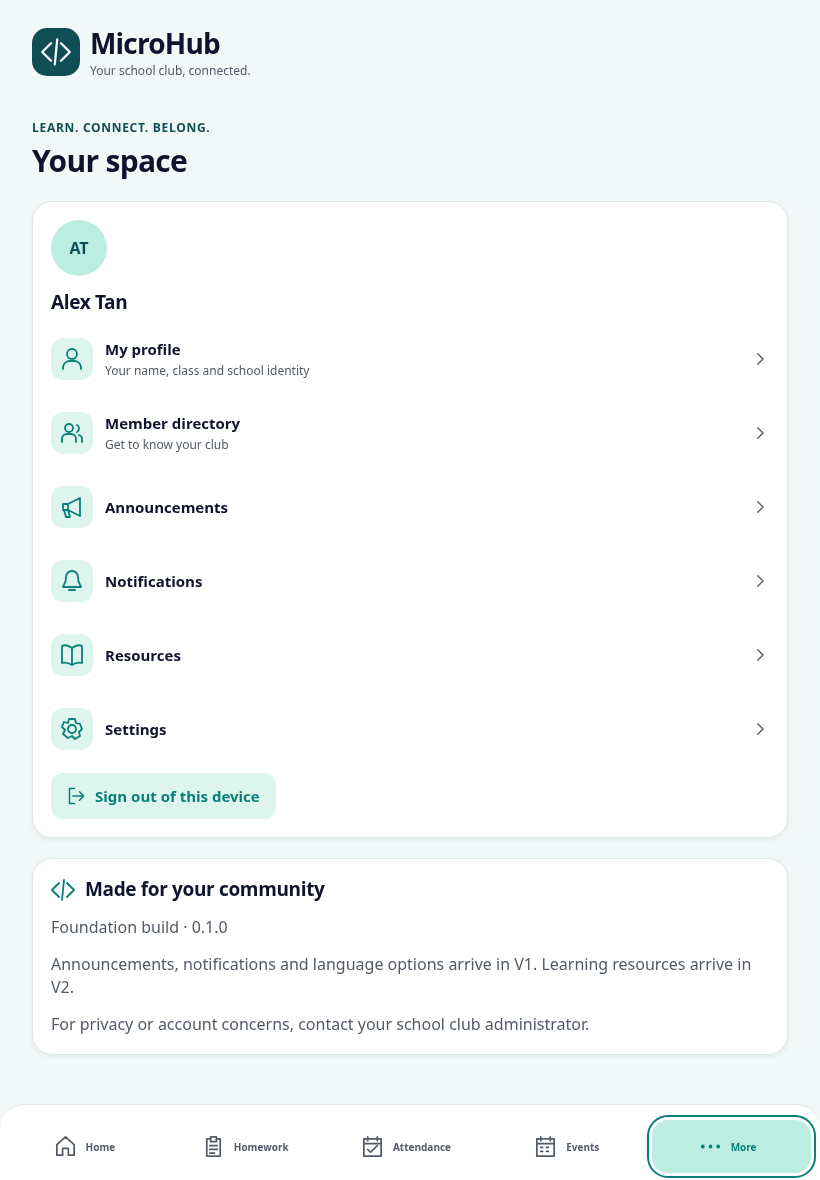 MicroHub
Your school club, connected.
LEARN. CONNECT. BELONG.
Your space
AT
Alex Tan
My profile
Your name, class and school identity
Member directory
Get to know your club
Announcements
Notifications
Resources
Settings
Sign out of this device
Made for your community
Foundation build · 0.1.0
Announcements, notifications and language options arrive in V1. Learning resources arrive in
V2.
For privacy or account concerns, contact your school club administrator.
Home
Homework
Attendance
Events
More